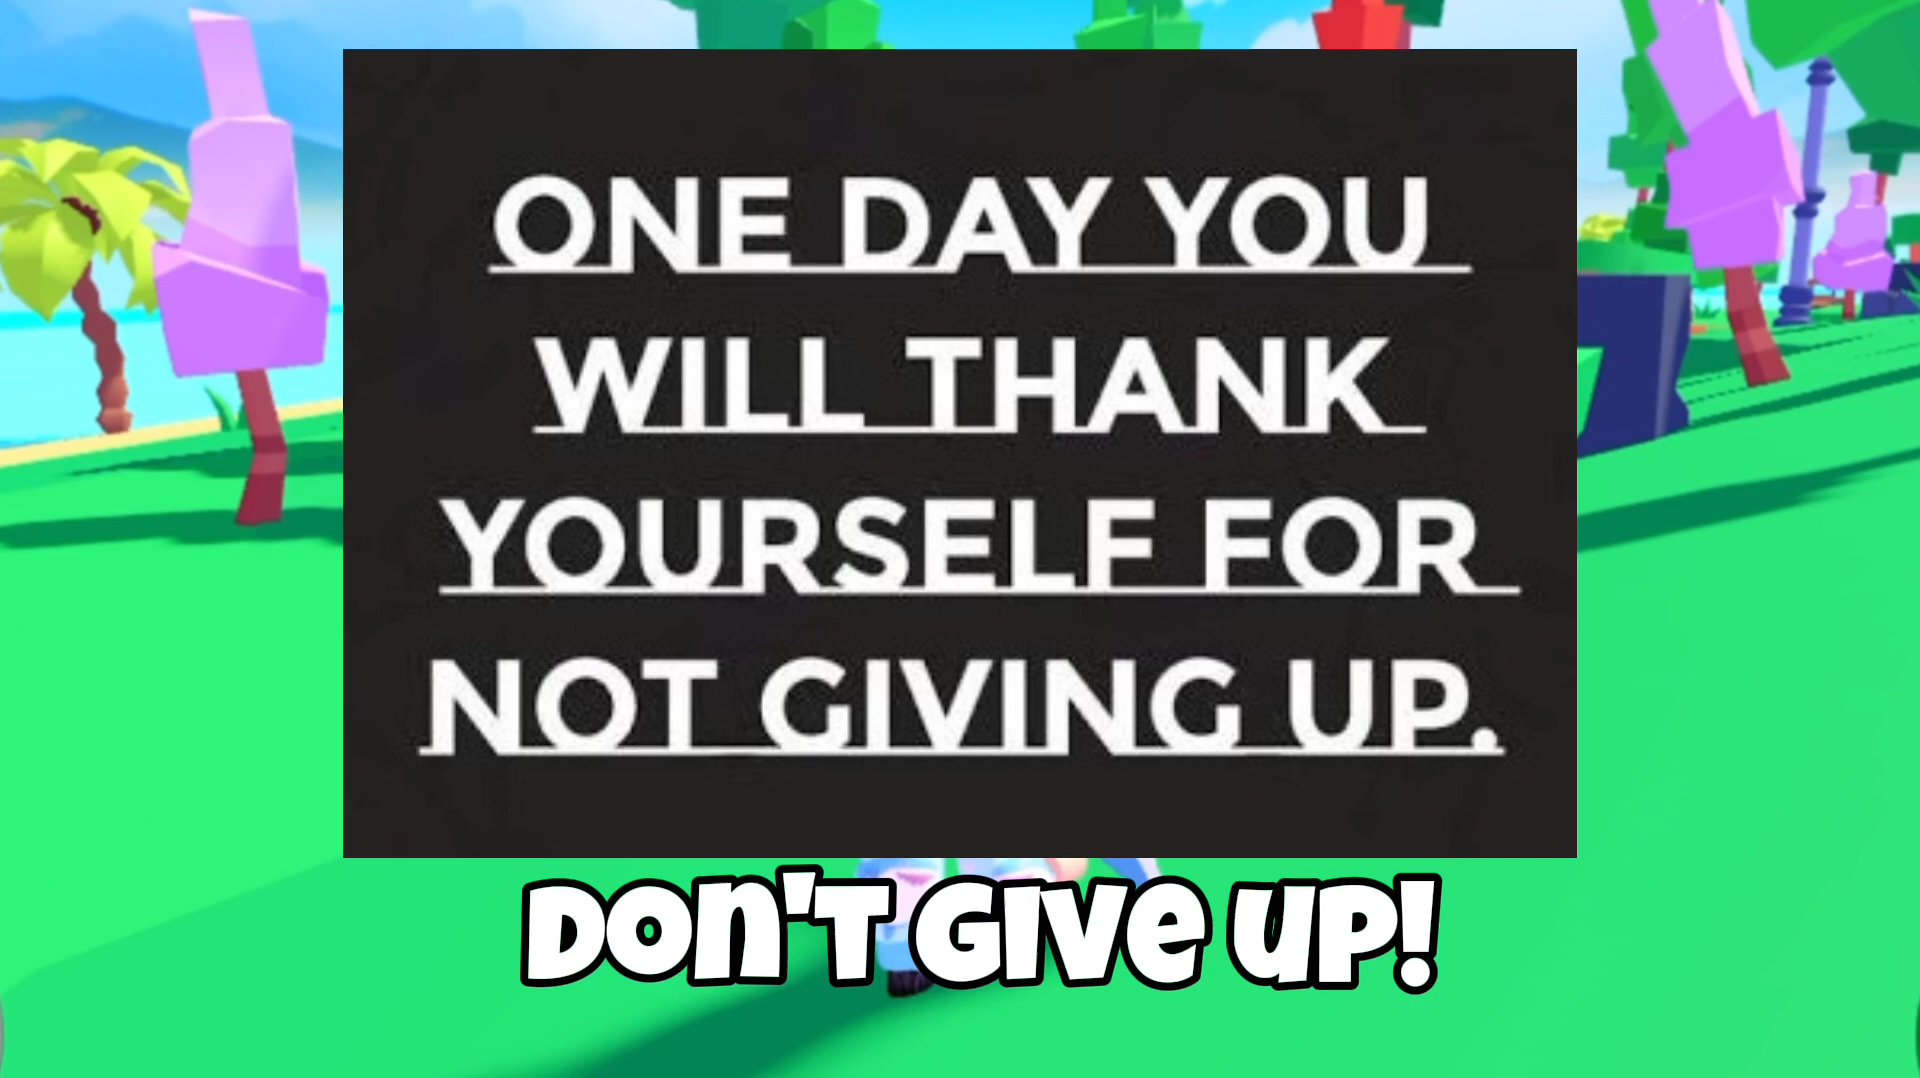 ONE DAY YOU
WILL THANK
YOURSELF FOR
NOT GIVING UP.
DON'T GIVE UP!